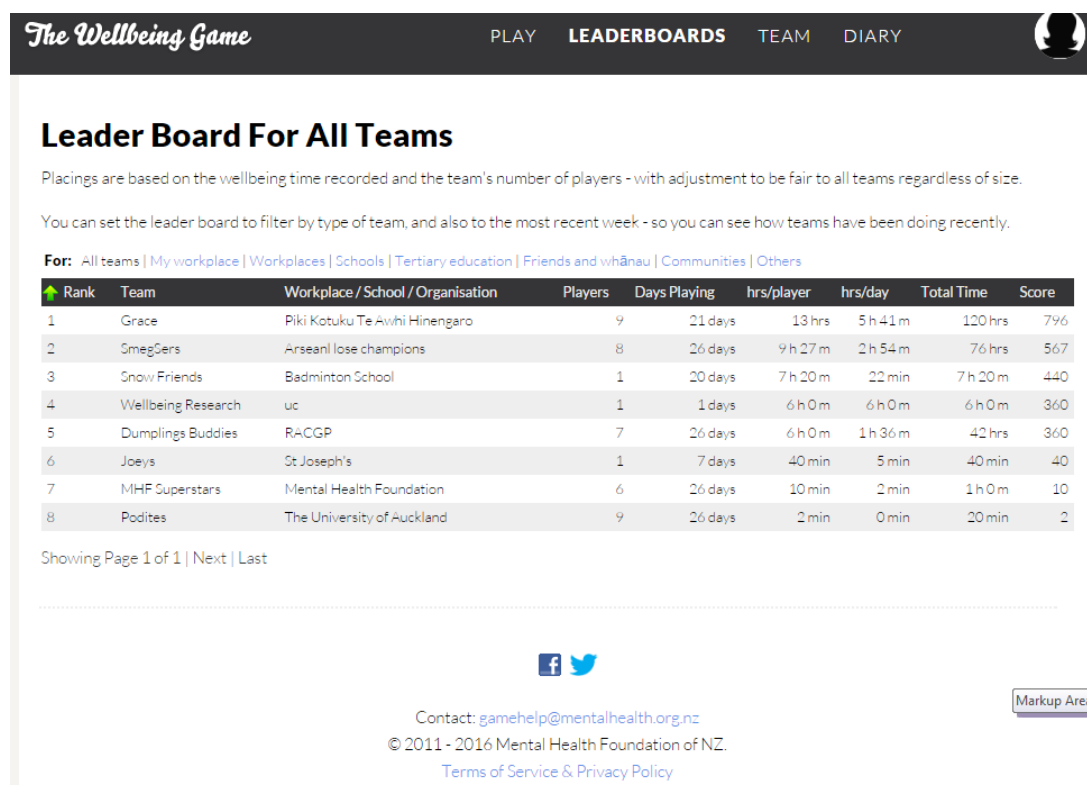 The Wellbeing Game PLAY LEADERBOARDS TEAM DIARY
Leader Board For All Teams
Placings are based on the wellbeing time recorded and the team's number of players - with adjustment to be fair to all teams regardless of size.
You can set the leader board to filter by type of team, and also to the most recent week - so you can see how teams have been doing recently.
For: All teams | My workplace | Workplaces | Schools | Tertiary education | Friends and whānau | Communities | Others
Rank Team Workplace / School / Organisation Players Days Playing hrs/player hrs/day Total Time Score
1 Grace Piki Kotuku Te Awhi Hinengaro 9 21 days 13 hrs 5 h 41 m 120 hrs 796
2 SmegSers Arseanl lose champions 8 26 days 9 h 27 m 2 h 54 m 76 hrs 567
3 Snow Friends Badminton School 1 20 days 7 h 20 m 22 min 7 h 20 m 440
4 Wellbeing Research uc 1 1 days 6 h 0 m 6 h 0 m 6 h 0 m 360
5 Dumplings Buddies RACGP 7 26 days 6 h 0 m 1 h 36 m 42 hrs 360
6 Joeys St Joseph's 1 7 days 40 min 5 min 40 min 40
7 MHF Superstars Mental Health Foundation 6 26 days 10 min 2 min 1 h 0 m 10
8 Podites The University of Auckland 9 26 days 2 min 0 min 20 min 2
Showing Page 1 of 1 | Next | Last
Markup Area
Contact: gamehelp@mentalhealth.org.nz
© 2011 - 2016 Mental Health Foundation of NZ.
Terms of Service & Privacy Policy